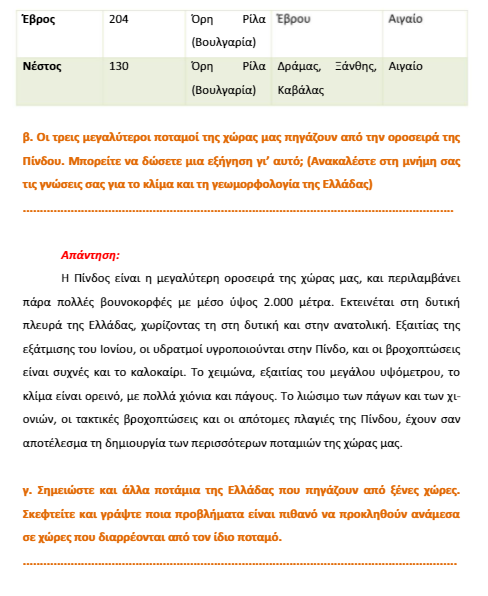 Έβρος 204 Όρη Ρίλα Έβρου Αιγαίο
(Βουλγαρία)
Νέστος 130 Όρη Ρίλα Δράμας, Ξάνθης, Αιγαίο
(Βουλγαρία) Καβάλας
β. Οι τρεις μεγαλύτεροι ποταμοί της χώρας μας πηγάζουν από την οροσειρά της
Πίνδου. Μπορείτε να δώσετε μια εξήγηση γι’ αυτό; (Ανακαλέστε στη μνήμη σας
τις γνώσεις σας για το κλίμα και τη γεωμορφολογία της Ελλάδας)
Απάντηση:
Η Πίνδος είναι η μεγαλύτερη οροσειρά της χώρας μας, και περιλαμβάνει
πάρα πολλές βουνοκορφές με μέσο ύψος 2.000 μέτρα. Εκτείνεται στη δυτική
πλευρά της Ελλάδας, χωρίζοντας τη στη δυτική και στην ανατολική. Εξαιτίας της
εξάτμισης του Ιονίου, οι υδρατμοί υγροποιούνται στην Πίνδο, και οι βροχοπτώσεις
είναι συχνές και το καλοκαίρι. Το χειμώνα, εξαιτίας του μεγάλου υψόμετρου, το
κλίμα είναι ορεινό, με πολλά χιόνια και πάγους. Το λιώσιμο των πάγων και των χι-
ονιών, οι τακτικές βροχοπτώσεις και οι απότομες πλαγιές της Πίνδου, έχουν σαν
αποτέλεσμα τη δημιουργία των περισσότερων ποταμιών της χώρας μας.
γ. Σημειώστε και άλλα ποτάμια της Ελλάδας που πηγάζουν από ξένες χώρες.
Σκεφτείτε και γράψτε ποια προβλήματα είναι πιθανό να προκληθούν ανάμεσα
σε χώρες που διαρρέονται από τον ίδιο ποταμό.